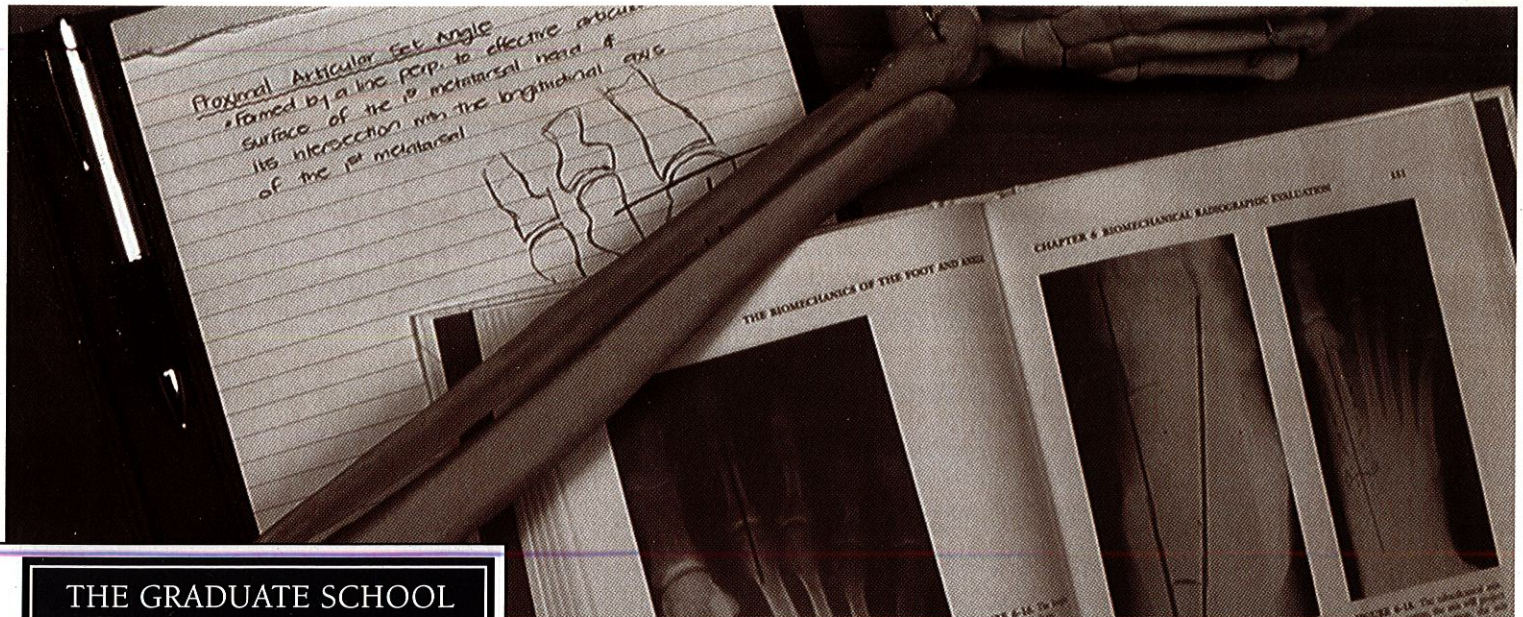 Proximal Articular Set Angle
• Formed by a line perp. to effective
surface of the 1st metatarsal head &
its intersection with the longitudinal axis
of the 1st metatarsal
THE BIOMECHANICS OF THE FOOT AND ANKLE
CHAPTER 6 BIOMECHANICAL RADIOGRAPHIC EVALUATION
THE GRADUATE SCHOOL